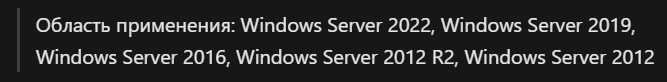 Область применения: Windows Server 2022, Windows Server 2019,
Windows Server 2016, Windows Server 2012 R2, Windows Server 2012